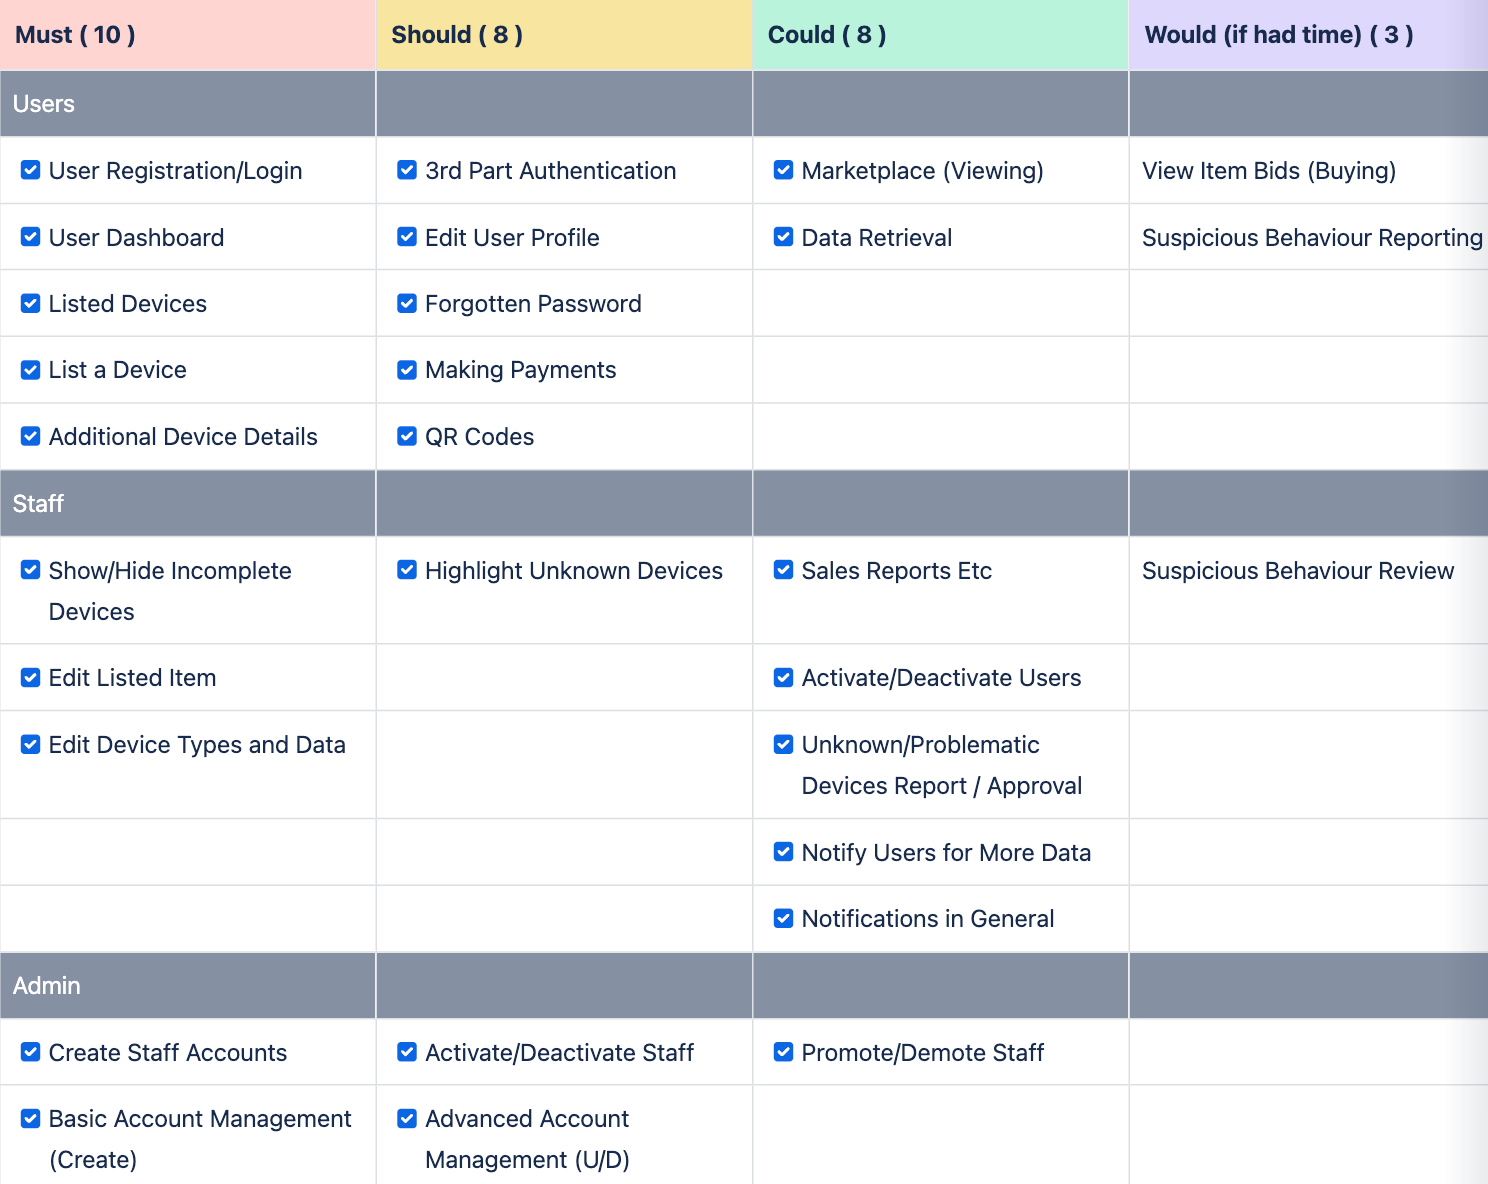 Must ( 10 )
Should ( 8 )
Could ( 8 )
Would (if had time) ( 3 )
Users
User Registration/Login
3rd Part Authentication
Marketplace (Viewing)
View Item Bids (Buying)
User Dashboard
Edit User Profile
Data Retrieval
Suspicious Behaviour Reporting
Listed Devices
Forgotten Password
List a Device
Making Payments
Additional Device Details
QR Codes
Staff
Show/Hide Incomplete
Devices
Highlight Unknown Devices
Sales Reports Etc
Suspicious Behaviour Review
Edit Listed Item
Activate/Deactivate Users
Edit Device Types and Data
Unknown/Problematic
Devices Report / Approval
Notify Users for More Data
Notifications in General
Admin
Create Staff Accounts
Activate/Deactivate Staff
Promote/Demote Staff
Basic Account Management
(Create)
Advanced Account
Management (U/D)